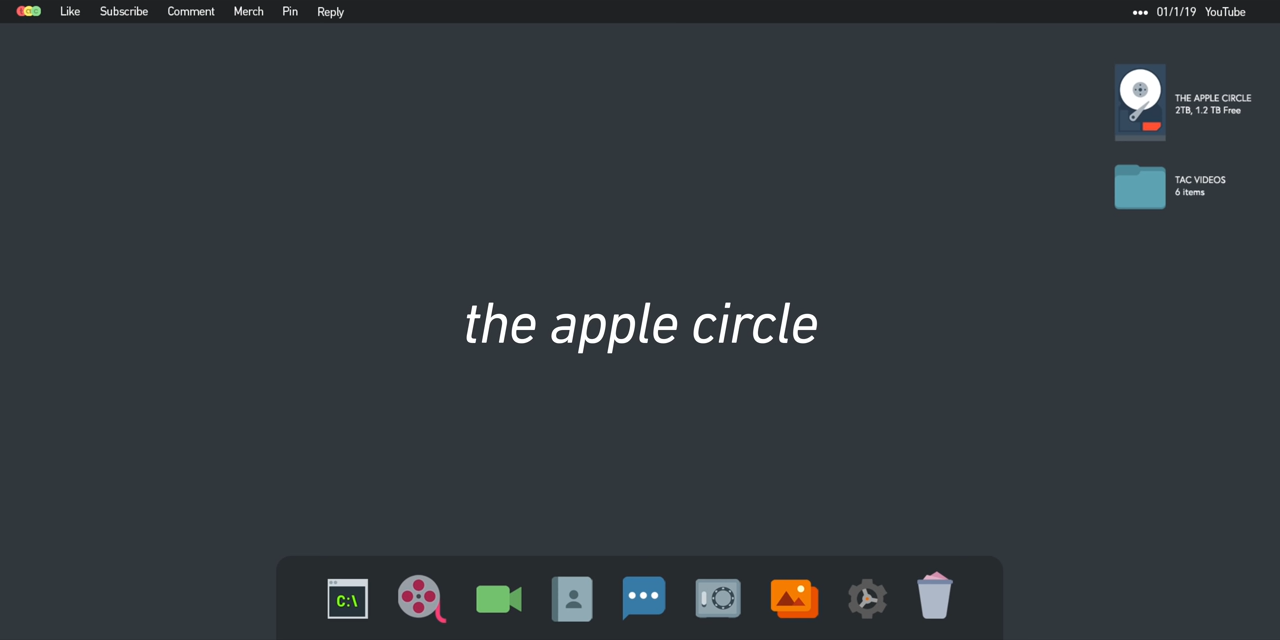 tac Like Subscribe Comment Merch Pin Reply 01/1/19 YouTube
THE APPLE CIRCLE
2TB, 1.2 TB Free
TAC VIDEOS
6 items
the apple circle
C:\